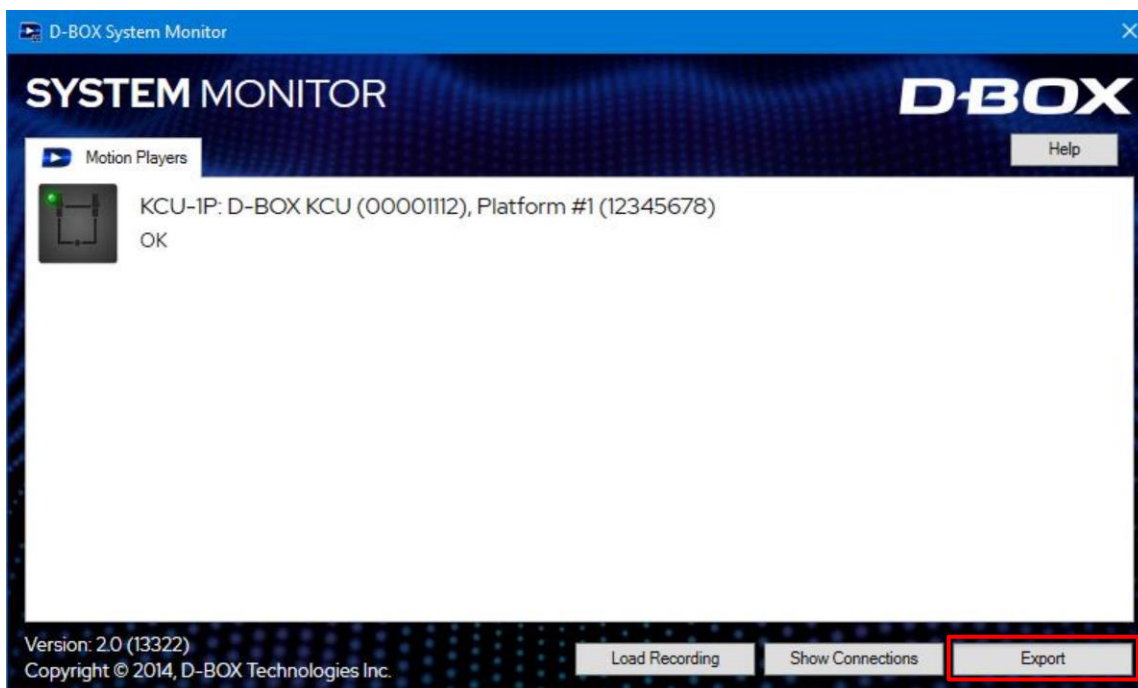 D-BOX System Monitor
SYSTEM MONITOR
D-BOX
Help
Motion Players
KCU-1P: D-BOX KCU (00001112), Platform #1 (12345678)
OK
Version: 2.0 (13322)
Copyright © 2014, D-BOX Technologies Inc.
Load Recording
Show Connections
Export